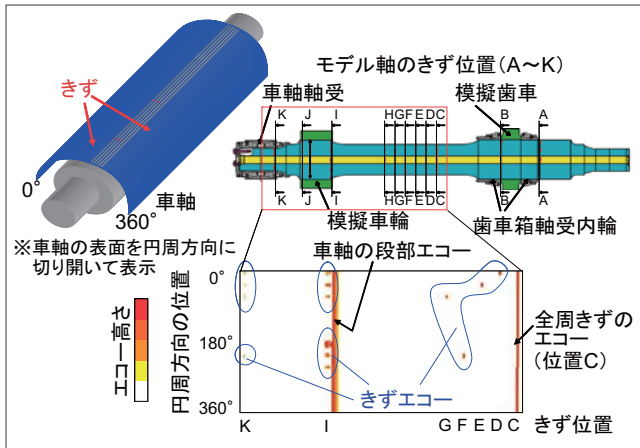 モデル軸のきず位置(A~K)
車軸軸受
模擬歯車
K
J
I
H
G
F
E
D
C
B
A
K
J
I
H
G
F
E
D
C
B
A
きず
0°
360°
車軸
※車軸の表面を円周方向に
切り開いて表示
模擬車輪
歯車箱軸受内輪
車軸の段部エコー
エコー高さ
円周方向の位置
0°
180°
360°
全周きずの
エコー
(位置C)
きずエコー
K
I
G F E D C
きず位置